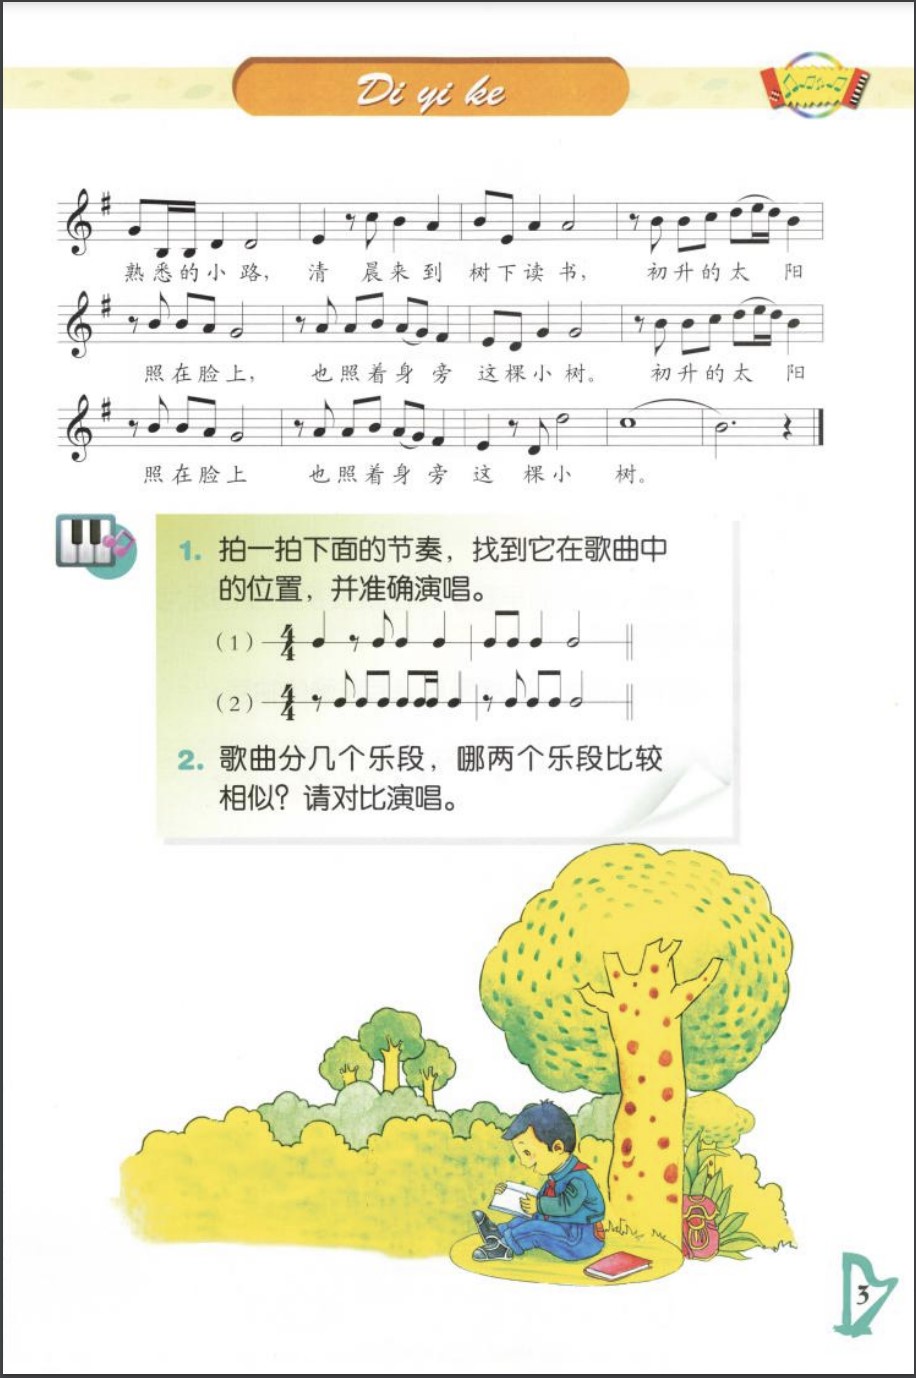 Di yi ke
熟悉的小路， 清 晨来到 树下读书， 初升的太 阳
照在脸上， 也照着身 旁 这棵小树。 初升的太 阳
照在脸上 也照着身 旁 这 棵小 树。
1. 拍一拍下面的节奏，找到它在歌曲中
的位置，并准确演唱。
（1） 4/4
（2） 4/4
2. 歌曲分几个乐段，哪两个乐段比较
相似？请对比演唱。
3